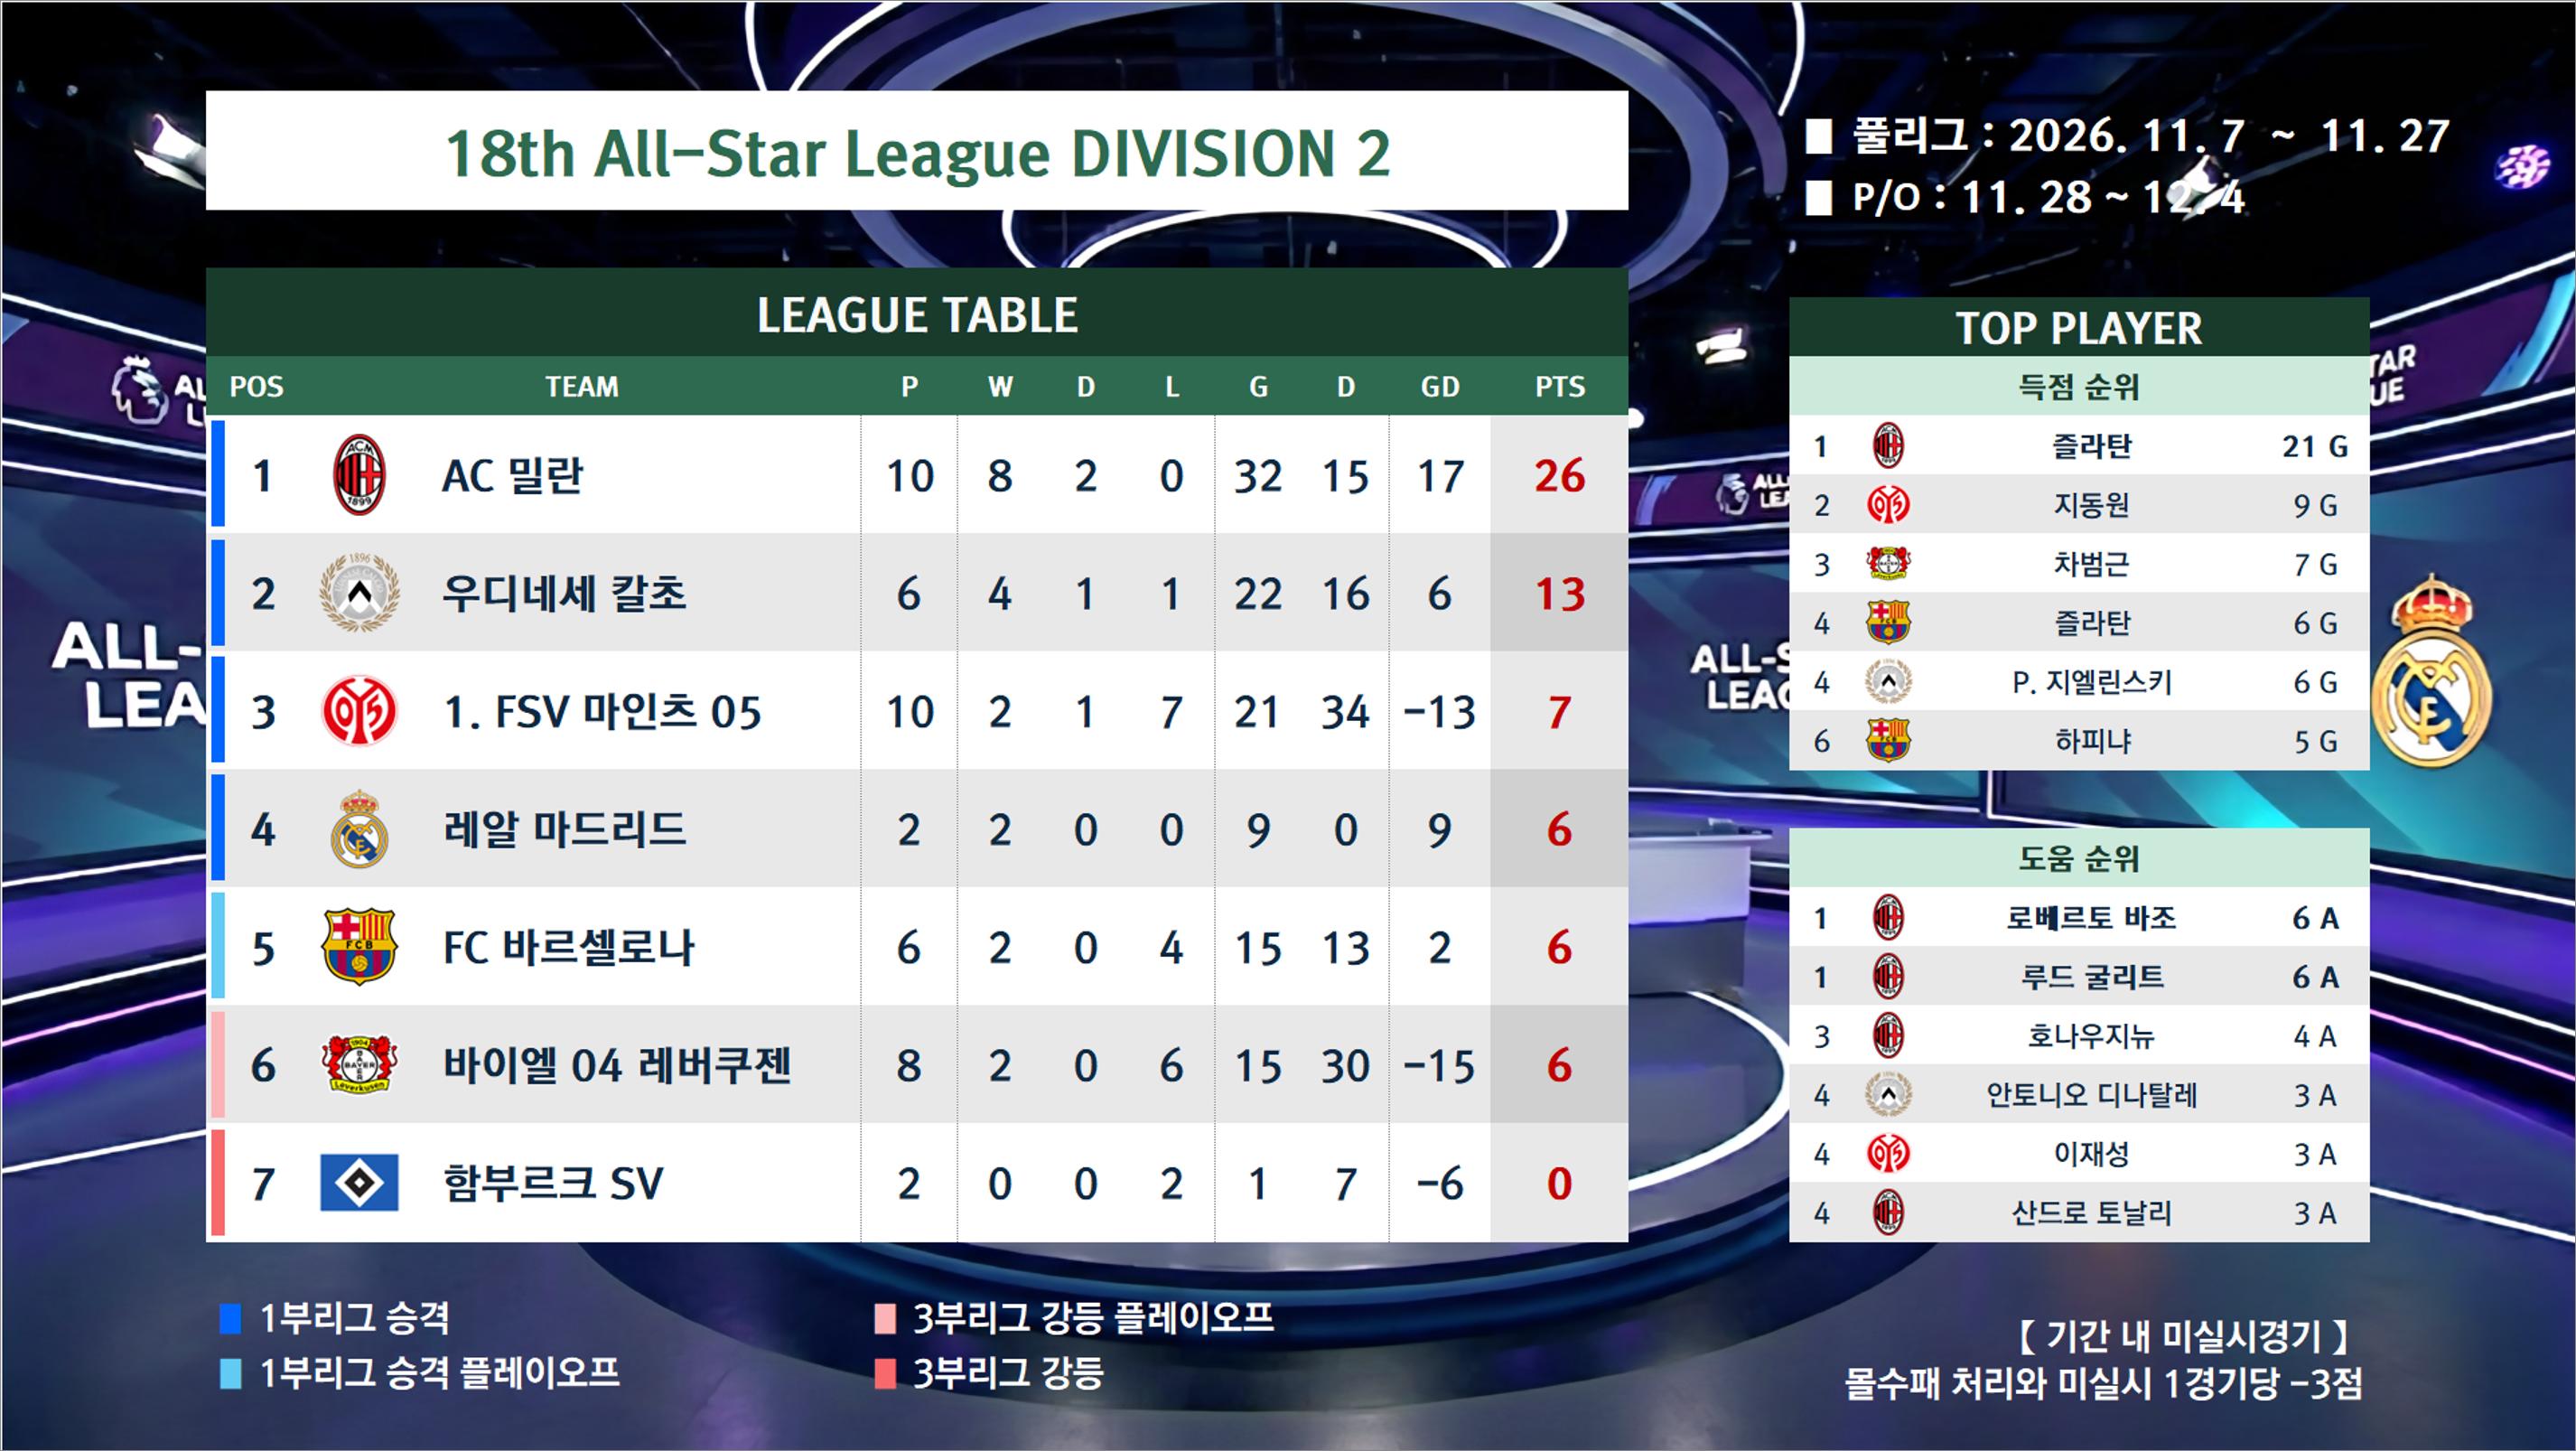 18th All-Star League DIVISION 2
■ 풀리그 : 2026. 11. 7 ~ 11. 27
■ P/O : 11. 28 ~ 12. 4
LEAGUE TABLE
POS TEAM P W D L G D GD PTS
1 AC 밀란 10 8 2 0 32 15 17 26
2 우디네세 칼초 6 4 1 1 22 16 6 13
3 1. FSV 마인츠 05 10 2 1 7 21 34 -13 7
4 레알 마드리드 2 2 0 0 9 0 9 6
5 FC 바르셀로나 6 2 0 4 15 13 2 6
6 바이엘 04 레버쿠젠 8 2 0 6 15 30 -15 6
7 함부르크 SV 2 0 0 2 1 7 -6 0
TOP PLAYER
득점 순위
1 즐라탄 21 G
2 지동원 9 G
3 차범근 7 G
4 즐라탄 6 G
4 P. 지엘린스키 6 G
6 하피냐 5 G
도움 순위
1 로베르토 바조 6 A
1 루드 굴리트 6 A
3 호나우지뉴 4 A
4 안토니오 디나탈레 3 A
4 이재성 3 A
4 산드로 토날리 3 A
1부리그 승격
1부리그 승격 플레이오프
3부리그 강등 플레이오프
3부리그 강등
【 기간 내 미실시경기 】
몰수패 처리와 미실시 1경기당 -3점
ALL-
LEA